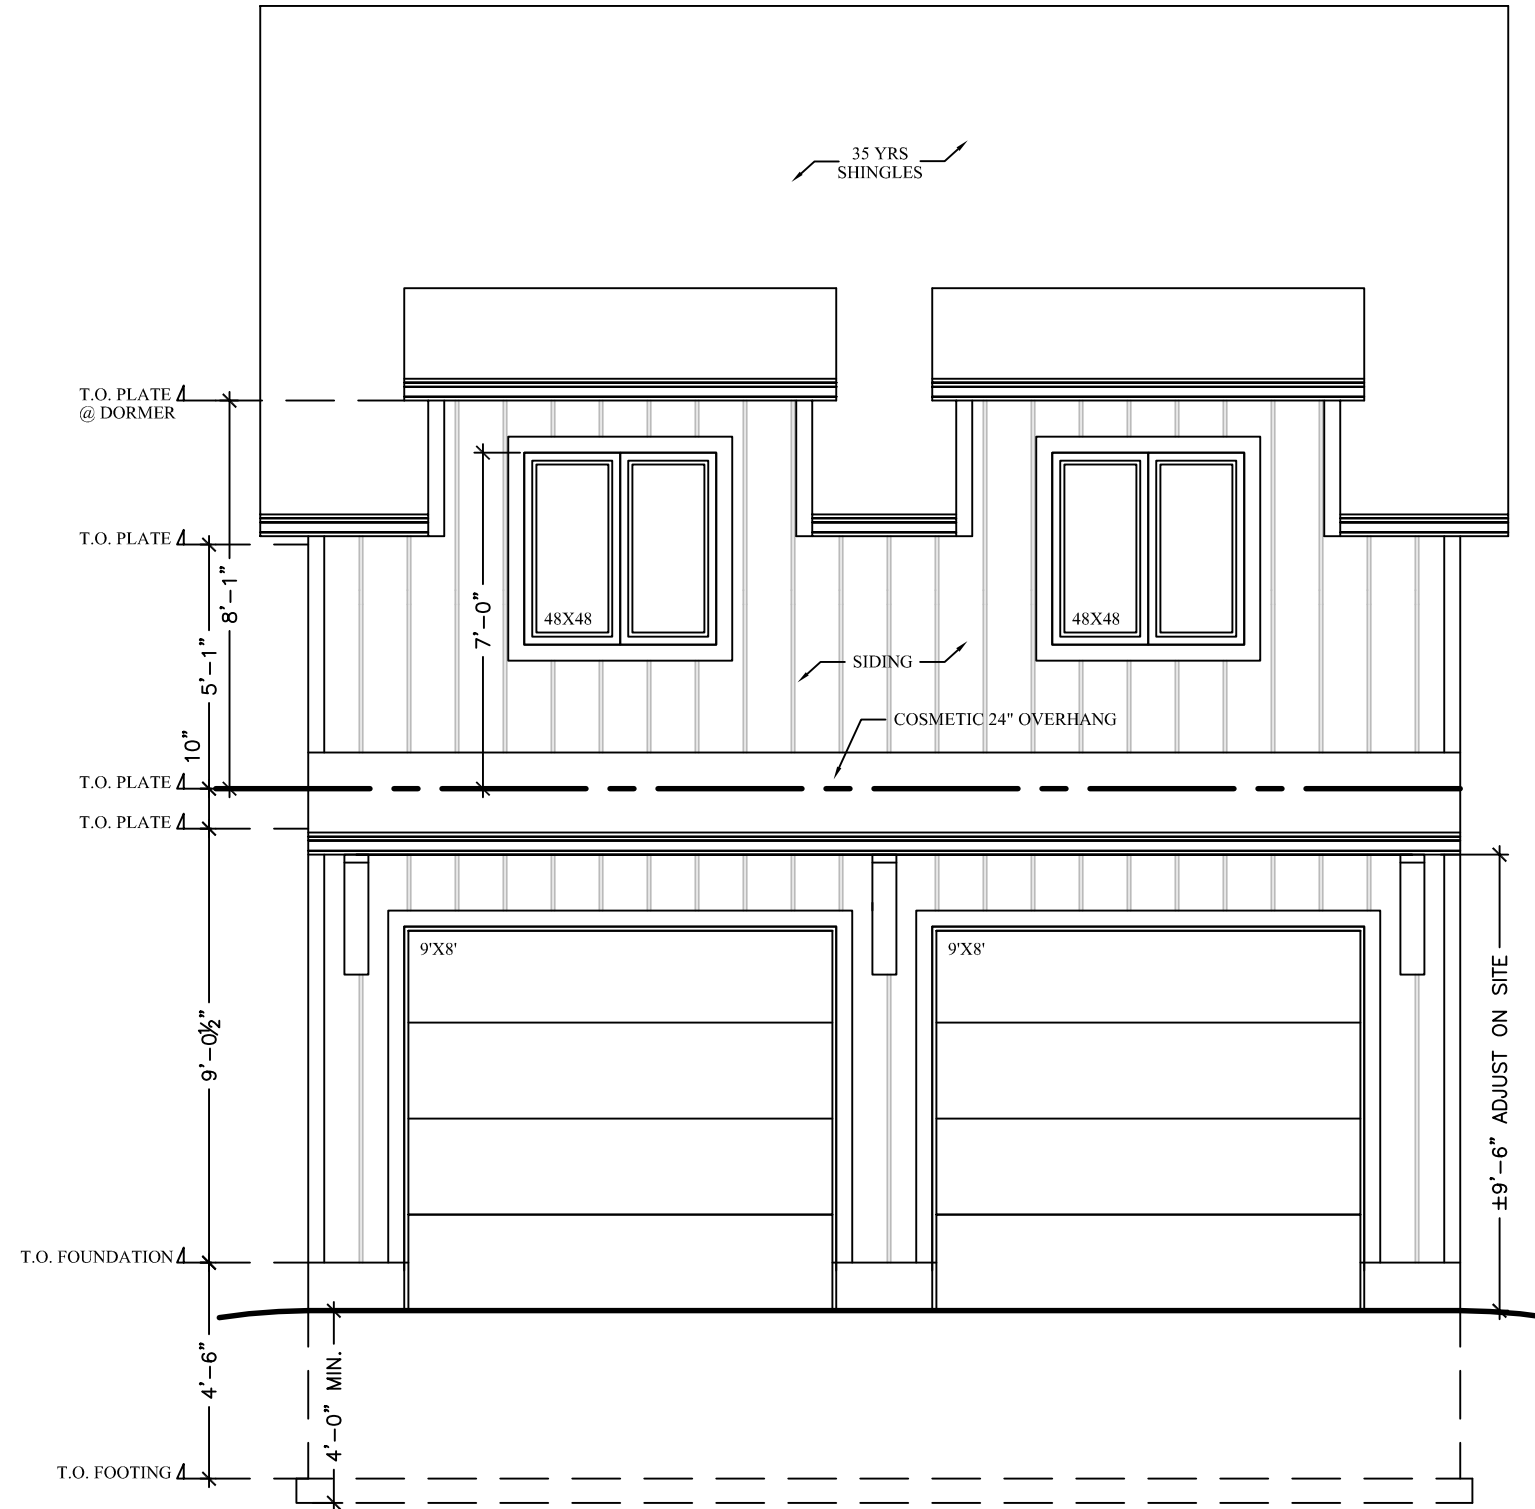 35 YRS
SHINGLES
T.O. PLATE
@ DORMER
T.O. PLATE
8'-1"
5'-1"
7'-0"
48X48
48X48
SIDING
COSMETIC 24" OVERHANG
10"
T.O. PLATE
T.O. PLATE
9'X8'
9'X8'
9'-0½"
±9'-6" ADJUST ON SITE
T.O. FOUNDATION
4'-6"
4'-0" MIN.
T.O. FOOTING